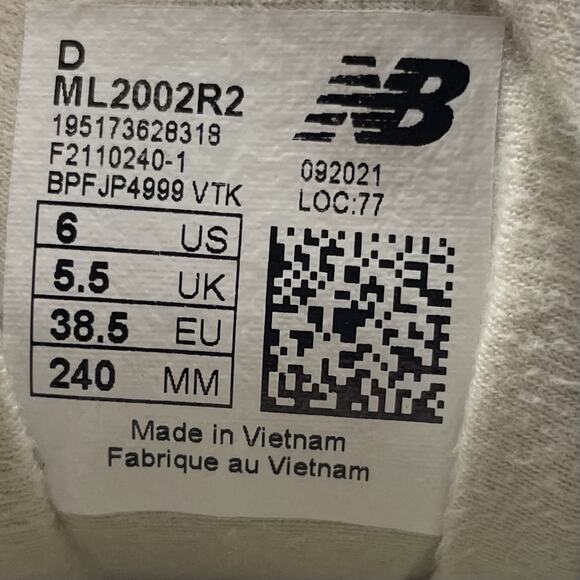 D
ML2002R2
195173628318
F2110240-1
BPFJP4999 VTK
NB
092021
LOC:77
6 US
5.5 UK
38.5 EU
240 MM
Made in Vietnam
Fabrique au Vietnam